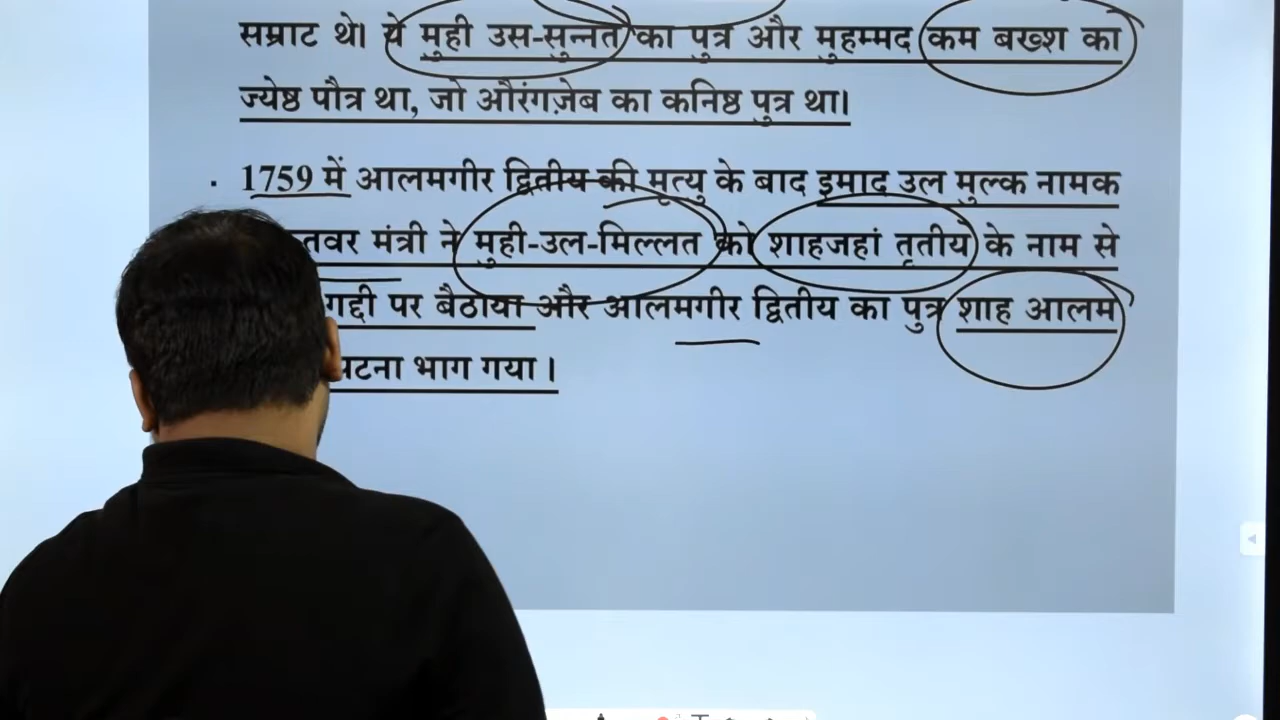 सम्राट थे। ये मुही उस-सुन्नत का पुत्र और मुहम्मद कम बख्श का
ज्येष्ठ पौत्र था, जो औरंगज़ेब का कनिष्ठ पुत्र था।
· 1759 में आलमगीर द्वितीय की मृत्यु के बाद इमाद उल मुल्क नामक
मंत्री ने मुही-उल-मिल्लत को शाहजहां तृतीय के नाम से
गद्दी पर बैठाया और आलमगीर द्वितीय का पुत्र शाह आलम
भाग गया ।